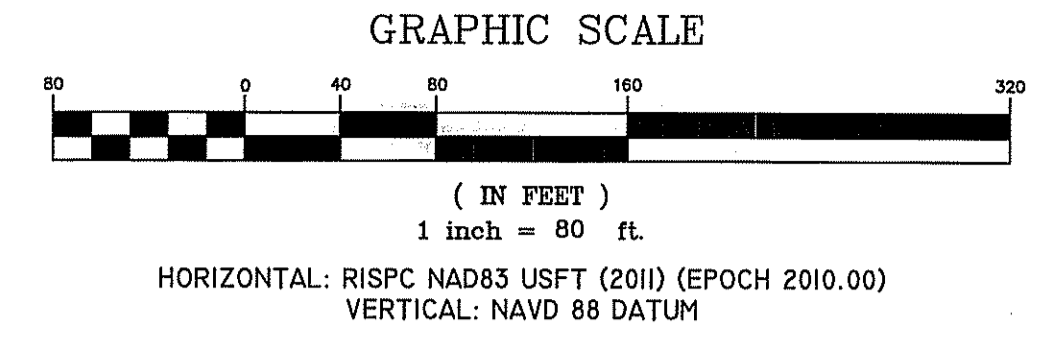 GRAPHIC SCALE
80 0 40 80 160 320
( IN FEET )
1 inch = 80 ft.
HORIZONTAL: RISPC NAD83 USFT (2011) (EPOCH 2010.00)
VERTICAL: NAVD 88 DATUM